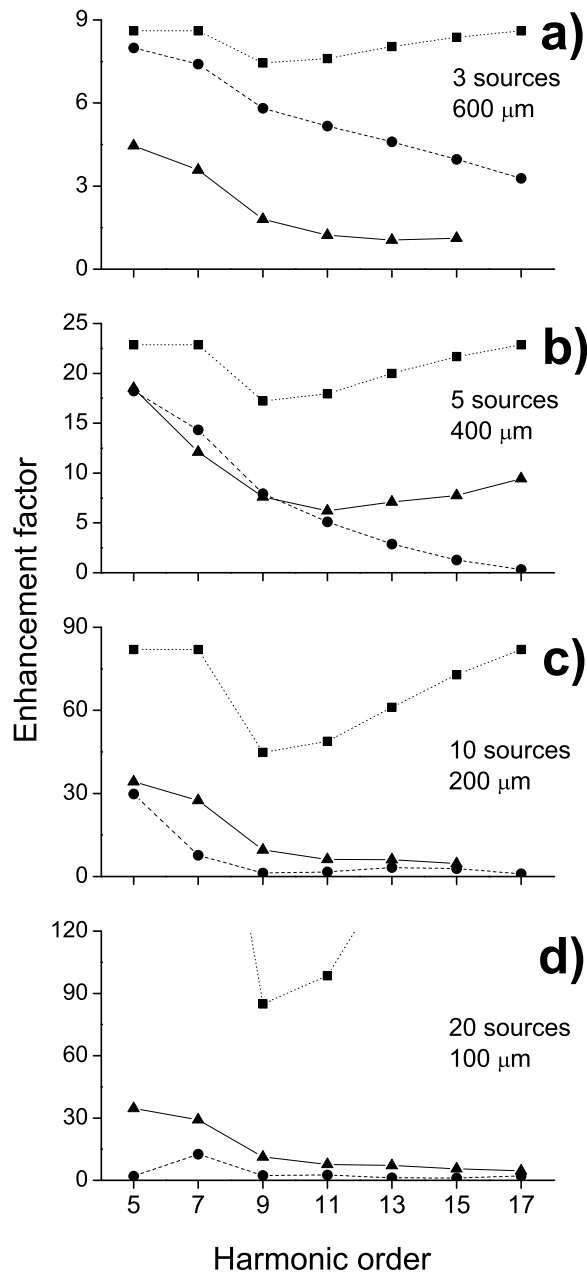 Enhancement factor
9
6
3
0
a)
3 sources
600 μm
25
20
15
10
5
0
b)
5 sources
400 μm
90
60
30
0
c)
10 sources
200 μm
120
90
60
30
0
d)
20 sources
100 μm
5 7 9 11 13 15 17
Harmonic order